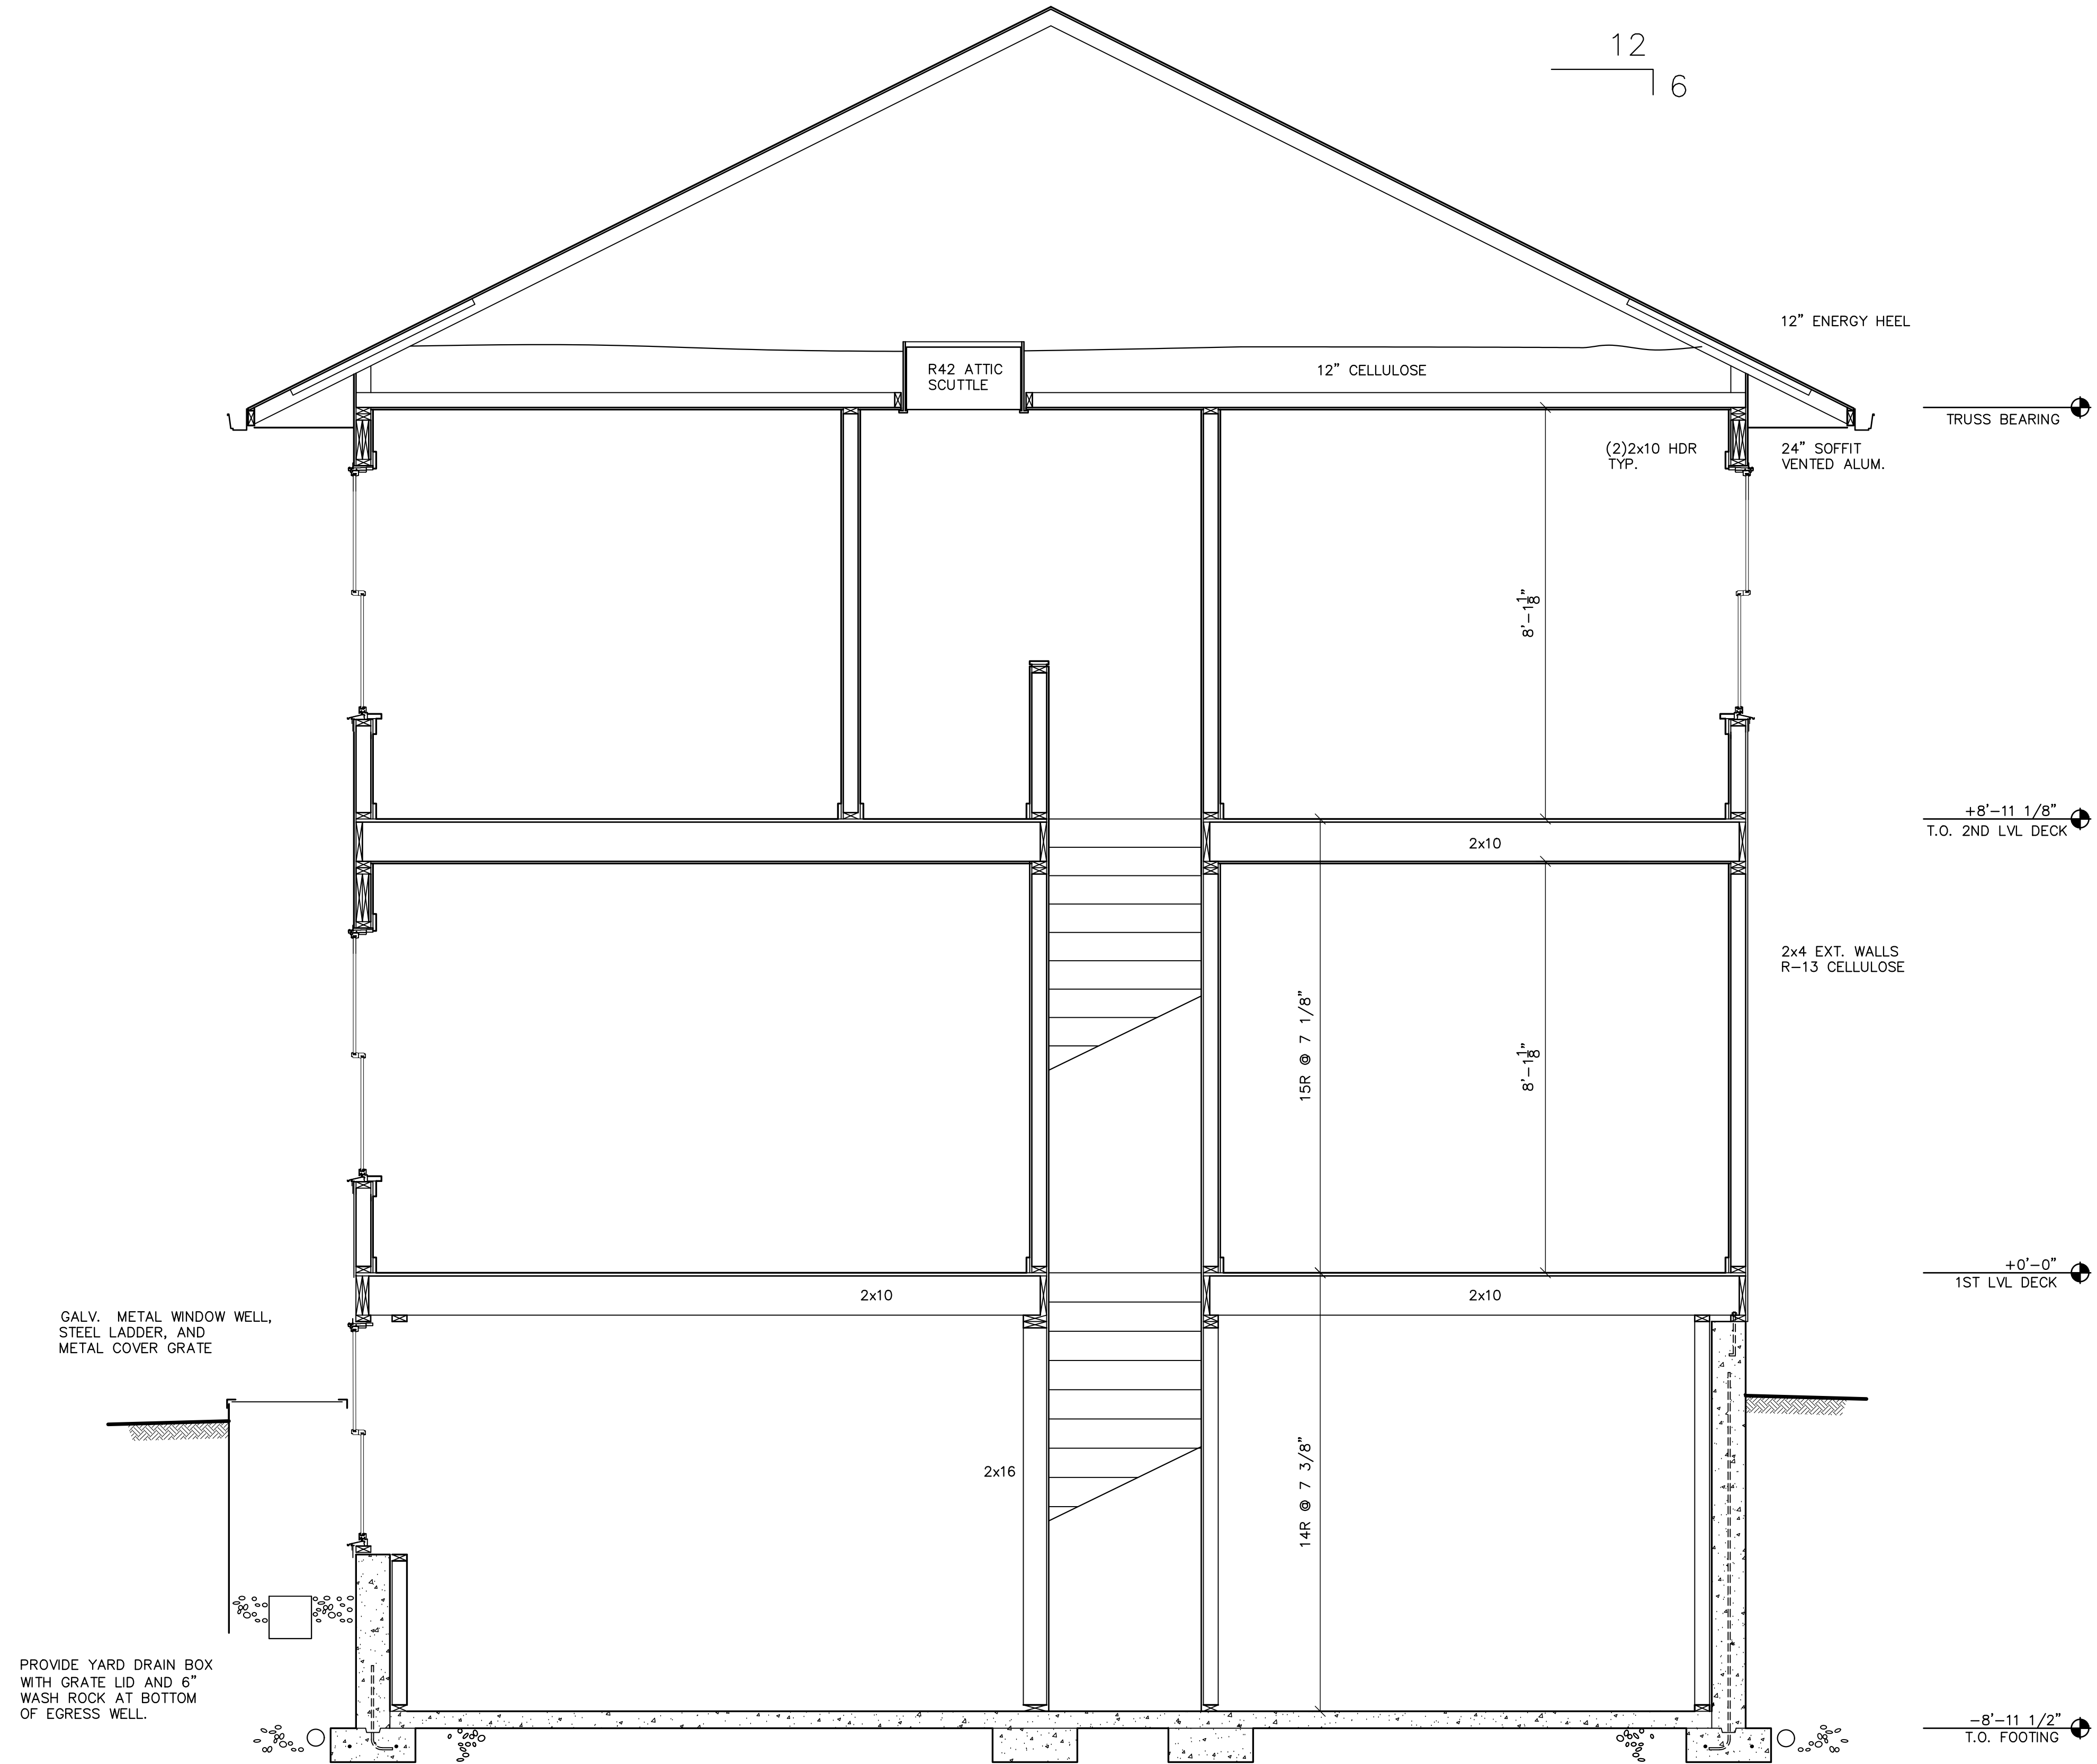 12
6
12" ENERGY HEEL
R42 ATTIC
SCUTTLE
12" CELLULOSE
TRUSS BEARING
(2)2x10 HDR
TYP.
24" SOFFIT
VENTED ALUM.
8'-1 1/8"
+8'-11 1/8"
T.O. 2ND LVL DECK
2x10
2x4 EXT. WALLS
R-13 CELLULOSE
15R @ 7 1/8"
8'-1 1/8"
+0'-0"
1ST LVL DECK
2x10
2x10
GALV. METAL WINDOW WELL,
STEEL LADDER, AND
METAL COVER GRATE
2x16
14R @ 7 3/8"
PROVIDE YARD DRAIN BOX
WITH GRATE LID AND 6"
WASH ROCK AT BOTTOM
OF EGRESS WELL.
-8'-11 1/2"
T.O. FOOTING